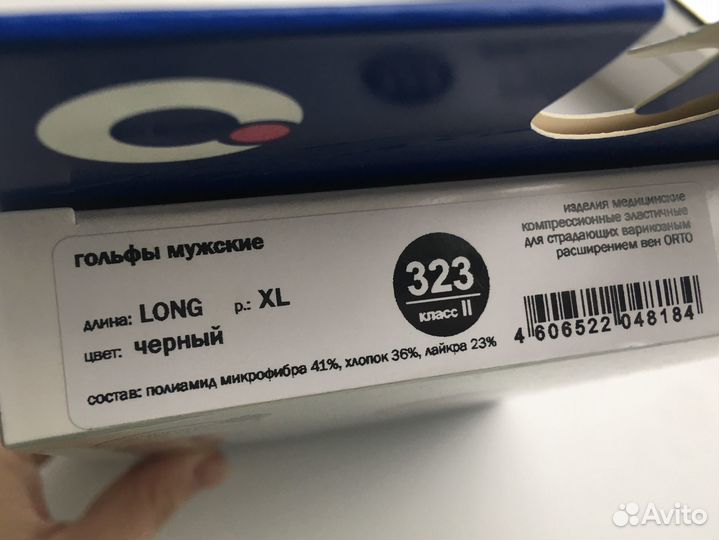 гольфы мужские
длина: LONG р.: XL
цвет: черный
состав: полиамид микрофибра 41%, хлопок 36%, лайкра 23%
323
класс II
изделия медицинские
компрессионные эластичные
для страдающих варикозным
расширением вен ORTO
4 606522 048184
Avito